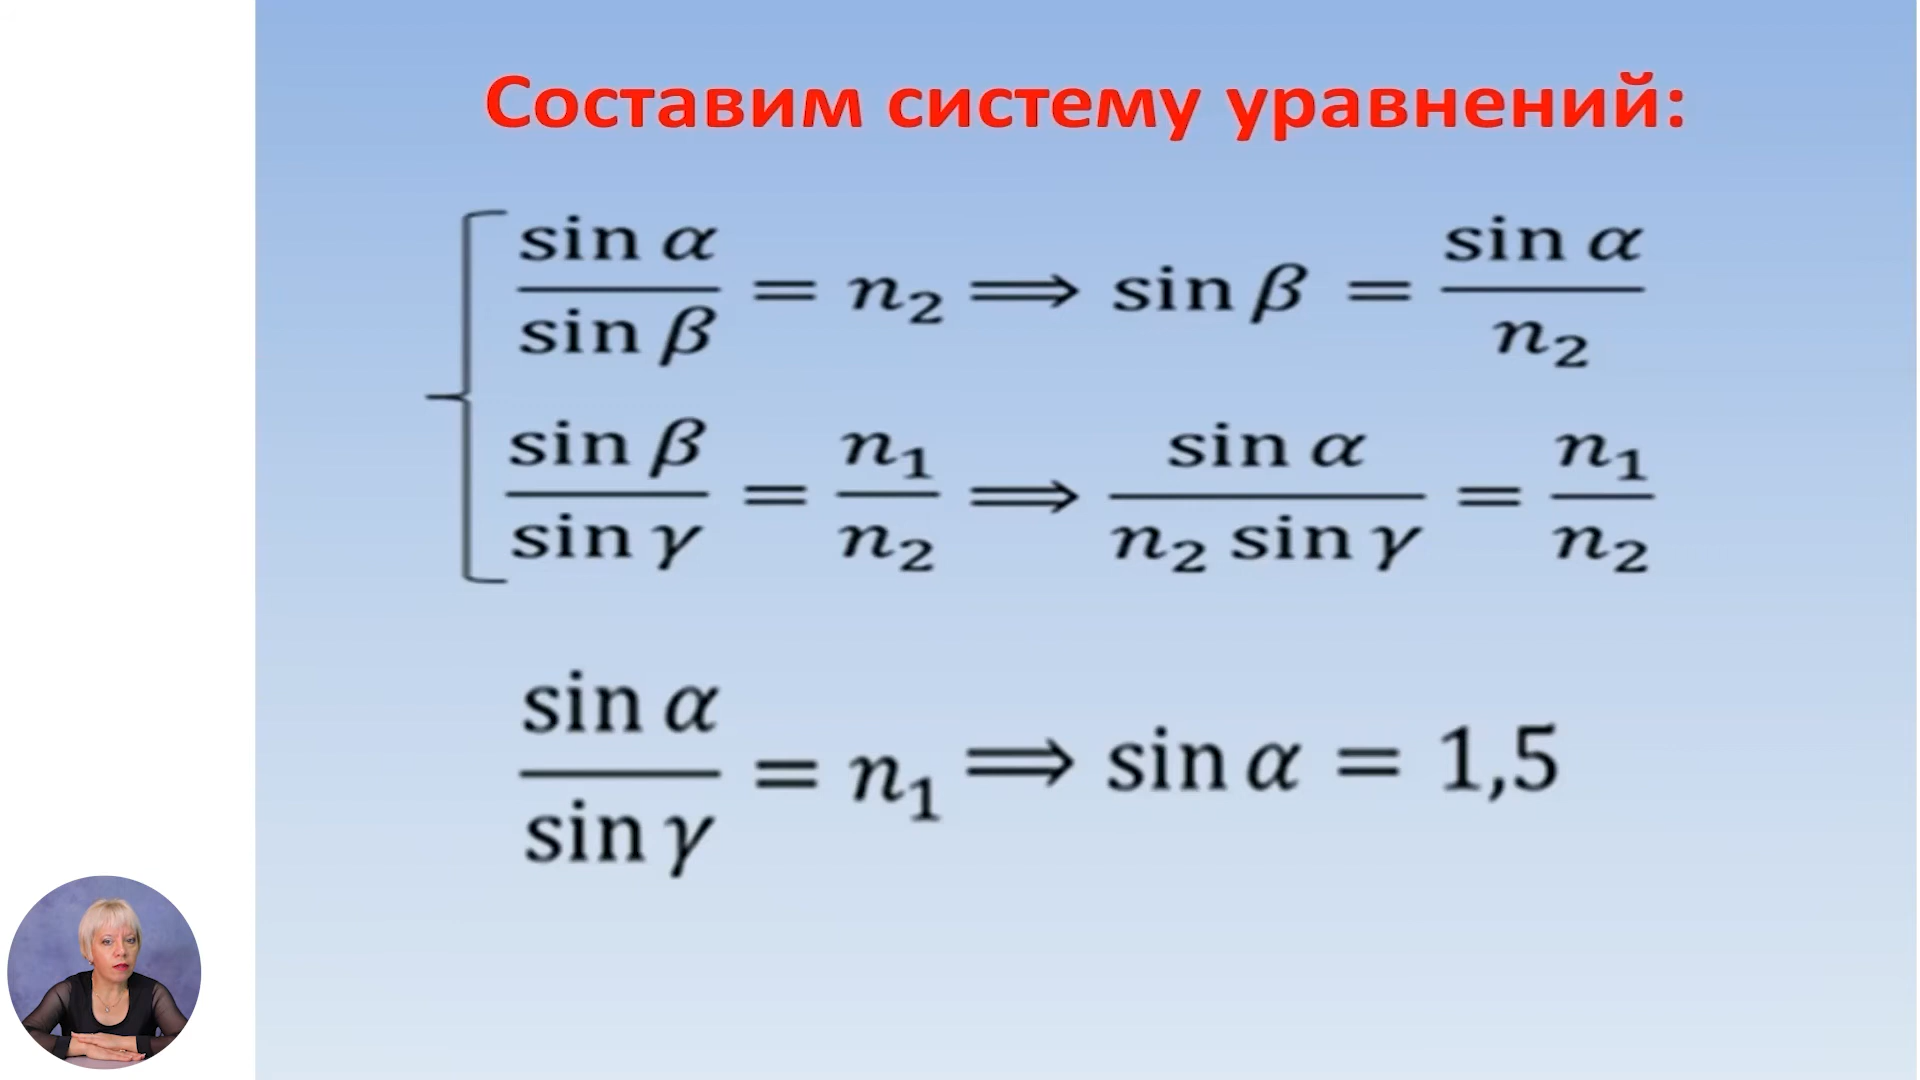 Составим систему уравнений:
sin α / sin β = n₂ ⟹ sin β = sin α / n₂
sin β / sin γ = n₁ / n₂ ⟹ sin α / n₂ sin γ = n₁ / n₂
sin α / sin γ = n₁ ⟹ sin α = 1,5